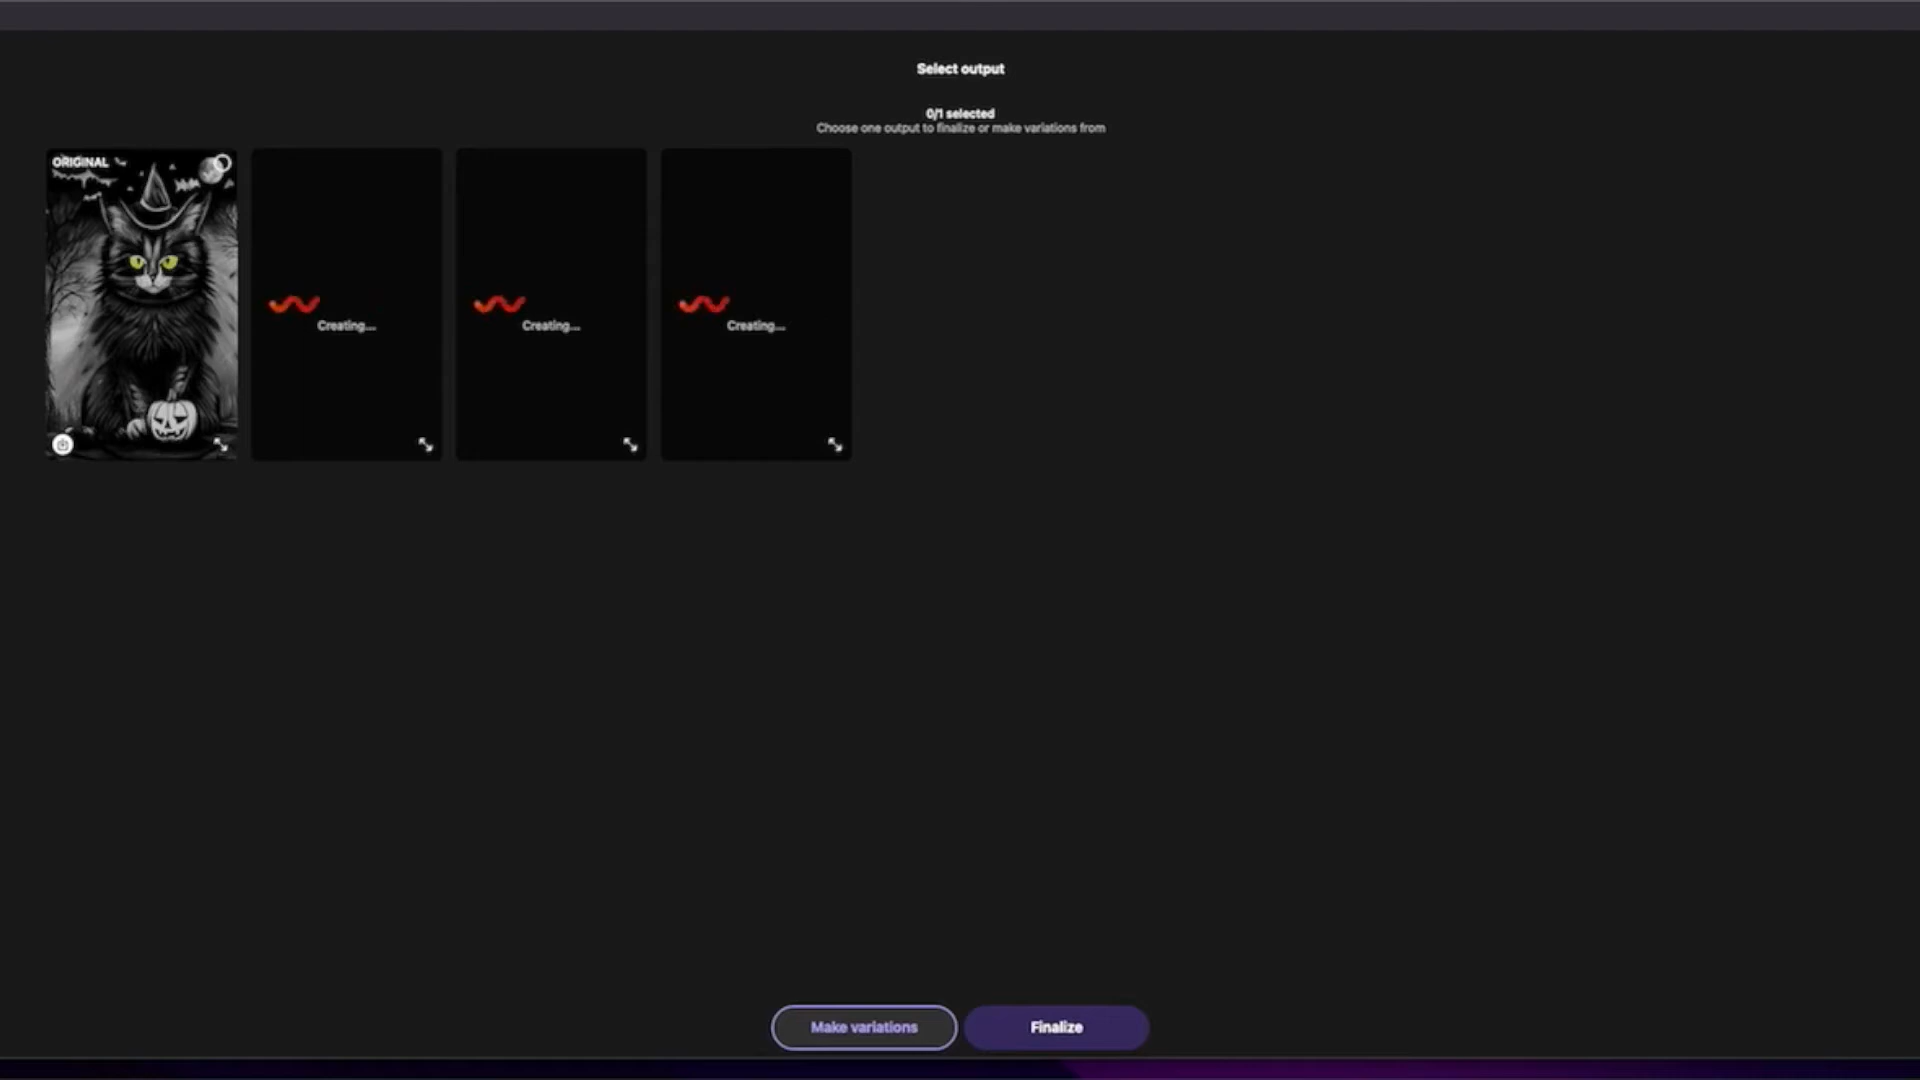 Select output
0/1 selected
Choose one output to finalize or make variations from
ORIGINAL
Creating...
Creating...
Creating...
Make variations
Finalize